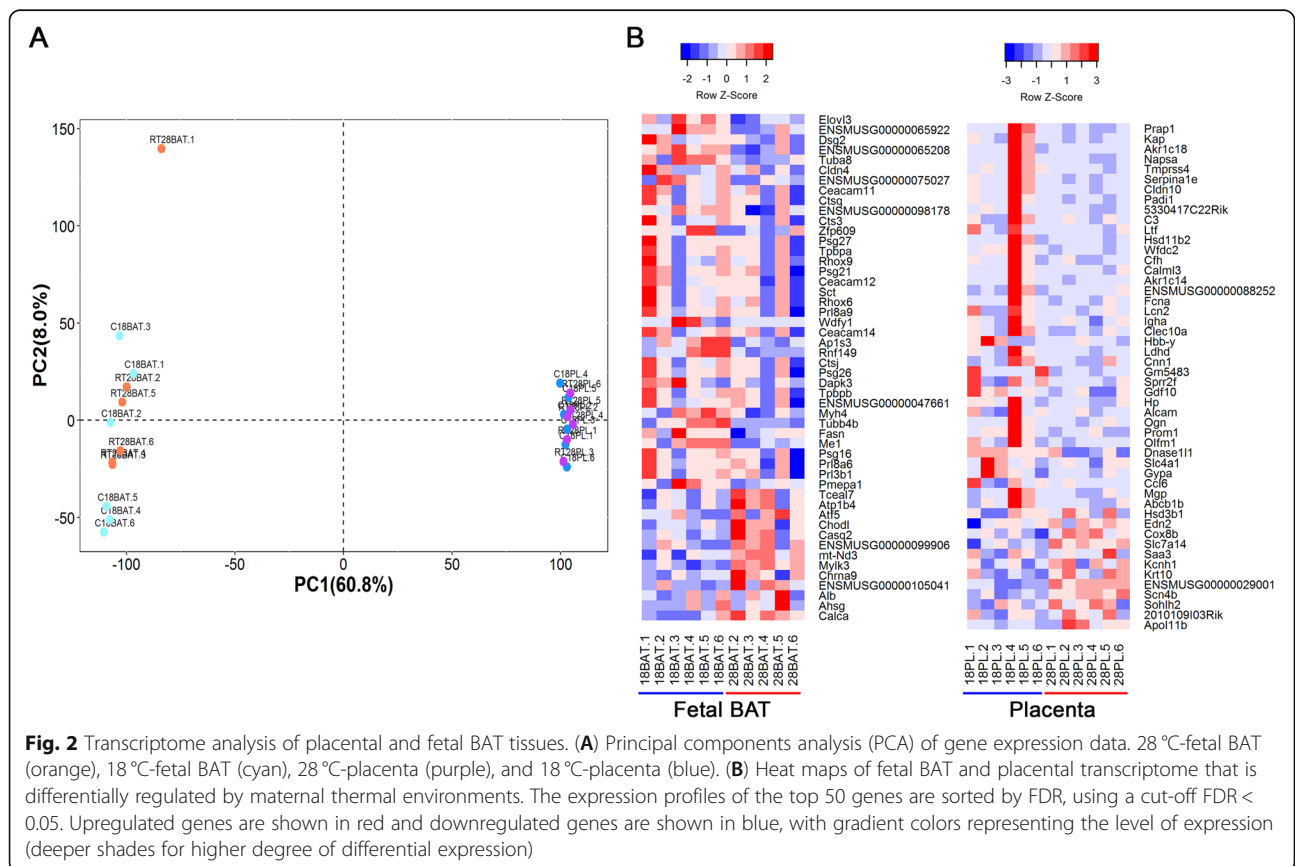 A
B
150
100
50
0
-50
-100
-50
0
50
100
PC2(8.0%)
PC1(60.8%)
RT28BAT.1
C18BAT.3
C18BAT.1
RT28BAT.2
RT28BAT.5
C18BAT.2
RT28BAT.6
C18BAT.5
C18BAT.4
C18BAT.6
C18PL.4
RT28PL.6
RT28PL.3
C18PL.6
-2 -1 0 1 2
Row Z-Score
-3 -1 1 3
Row Z-Score
Elovl3
ENSMUSG00000065922
Dsg2
ENSMUSG00000065208
Tuba8
Cldn4
ENSMUSG00000075027
Ceacam11
Ctsq
ENSMUSG00000098178
Cts3
Zfp609
Psg27
Tpbpa
Rhox9
Psg21
Ceacam12
Sct
Rhox6
Prl8a9
Wdfy1
Ceacam14
Ap1s3
Rnf149
Ctsj
Psg26
Dapk3
Tpbpb
ENSMUSG00000047661
Myh4
Tubb4b
Fasn
Me1
Psg16
Prl8a6
Prl3b1
Pmepa1
Tceal7
Atp1b4
Atf5
Chodl
Casq2
ENSMUSG00000099906
mt-Nd3
Mylk3
Chrna9
ENSMUSG00000105041
Alb
Ahsg
Calca
18BAT.1
18BAT.2
18BAT.3
18BAT.4
18BAT.5
18BAT.6
28BAT.2
28BAT.3
28BAT.4
28BAT.5
28BAT.6
Fetal BAT
Prap1
Kap
Akr1c18
Napsa
Tmprss4
Serpina1e
Cldn10
Padi1
5330417C22Rik
C3
Ltf
Hsd11b2
Wfdc2
Cfh
Calml3
Akr1c14
ENSMUSG00000088252
Fcna
Lcn2
Igha
Clec10a
Hbb-y
Ldhd
Cnn1
Gm5483
Sprr2f
Gdf10
Hp
Alcam
Ogn
Prom1
Olfm1
Dnase1l1
Slc4a1
Gypa
Ccl6
Mgp
Abcb1b
Hsd3b1
Edn2
Cox8b
Slc7a14
Saa3
Kcnh1
Krt10
ENSMUSG00000029001
Scn4b
Sohlh2
2010109I03Rik
Apol11b
18PL.1
18PL.2
18PL.3
18PL.4
18PL.5
18PL.6
28PL.1
28PL.2
28PL.3
28PL.4
28PL.5
28PL.6
Placenta
Fig. 2 Transcriptome analysis of placental and fetal BAT tissues. (A) Principal components analysis (PCA) of gene expression data. 28 °C-fetal BAT
(orange), 18 °C-fetal BAT (cyan), 28 °C-placenta (purple), and 18 °C-placenta (blue). (B) Heat maps of fetal BAT and placental transcriptome that is
differentially regulated by maternal thermal environments. The expression profiles of the top 50 genes are sorted by FDR, using a cut-off FDR <
0.05. Upregulated genes are shown in red and downregulated genes are shown in blue, with gradient colors representing the level of expression
(deeper shades for higher degree of differential expression)